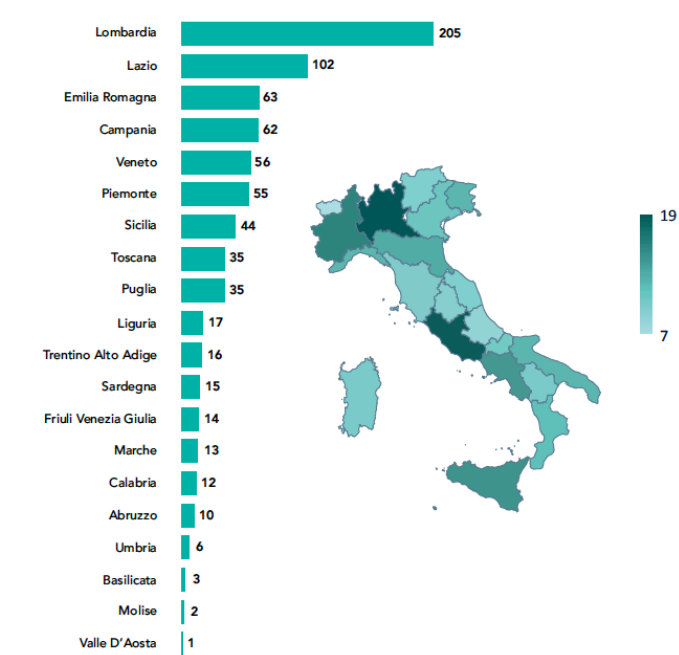 Lombardia 205
Lazio 102
Emilia Romagna 63
Campania 62
Veneto 56
Piemonte 55
Sicilia 44
Toscana 35
Puglia 35
Liguria 17
Trentino Alto Adige 16
Sardegna 15
Friuli Venezia Giulia 14
Marche 13
Calabria 12
Abruzzo 10
Umbria 6
Basilicata 3
Molise 2
Valle D'Aosta 1
19
7